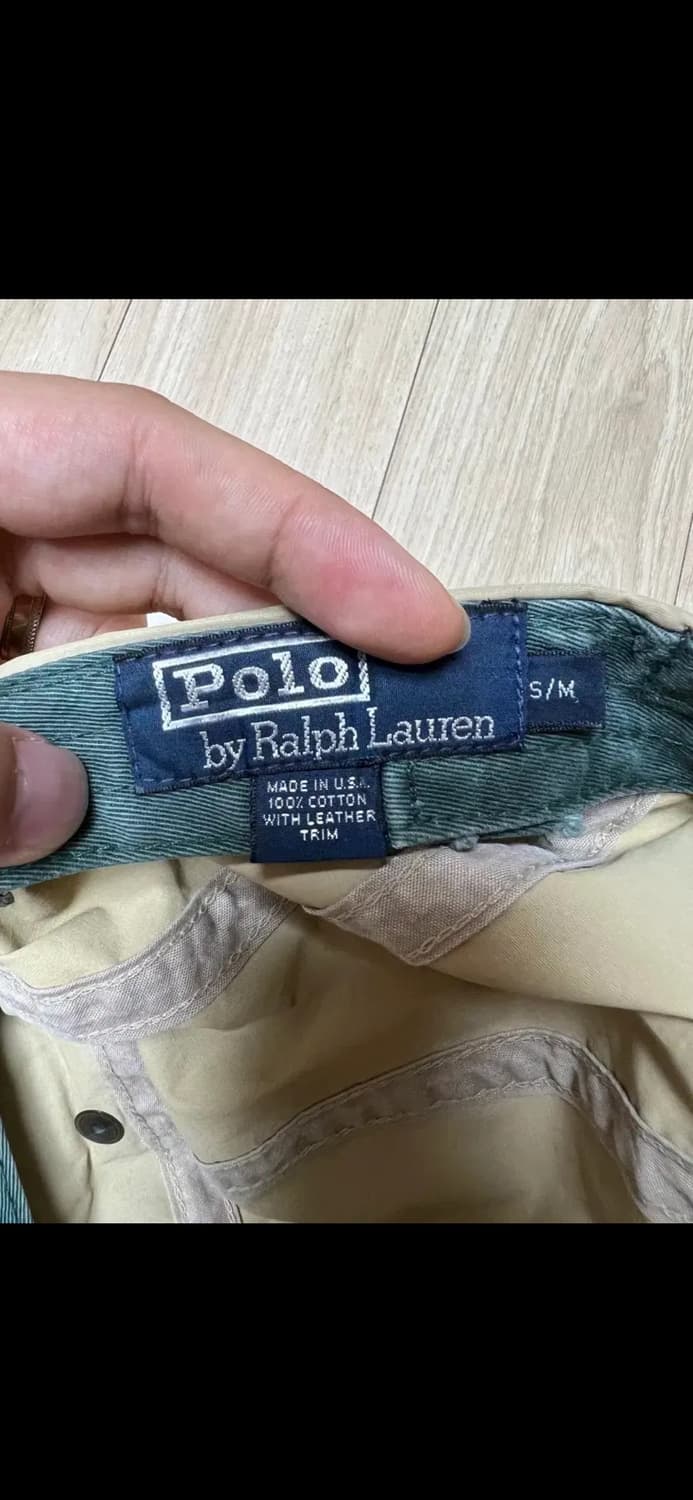 Polo
by Ralph Lauren
S/M
MADE IN U.S.A.
100% COTTON
WITH LEATHER
TRIM